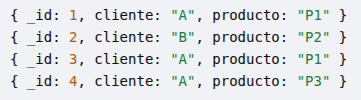 { _id: 1, cliente: "A", producto: "P1" }
{ _id: 2, cliente: "B", producto: "P2" }
{ _id: 3, cliente: "A", producto: "P1" }
{ _id: 4, cliente: "A", producto: "P3" }